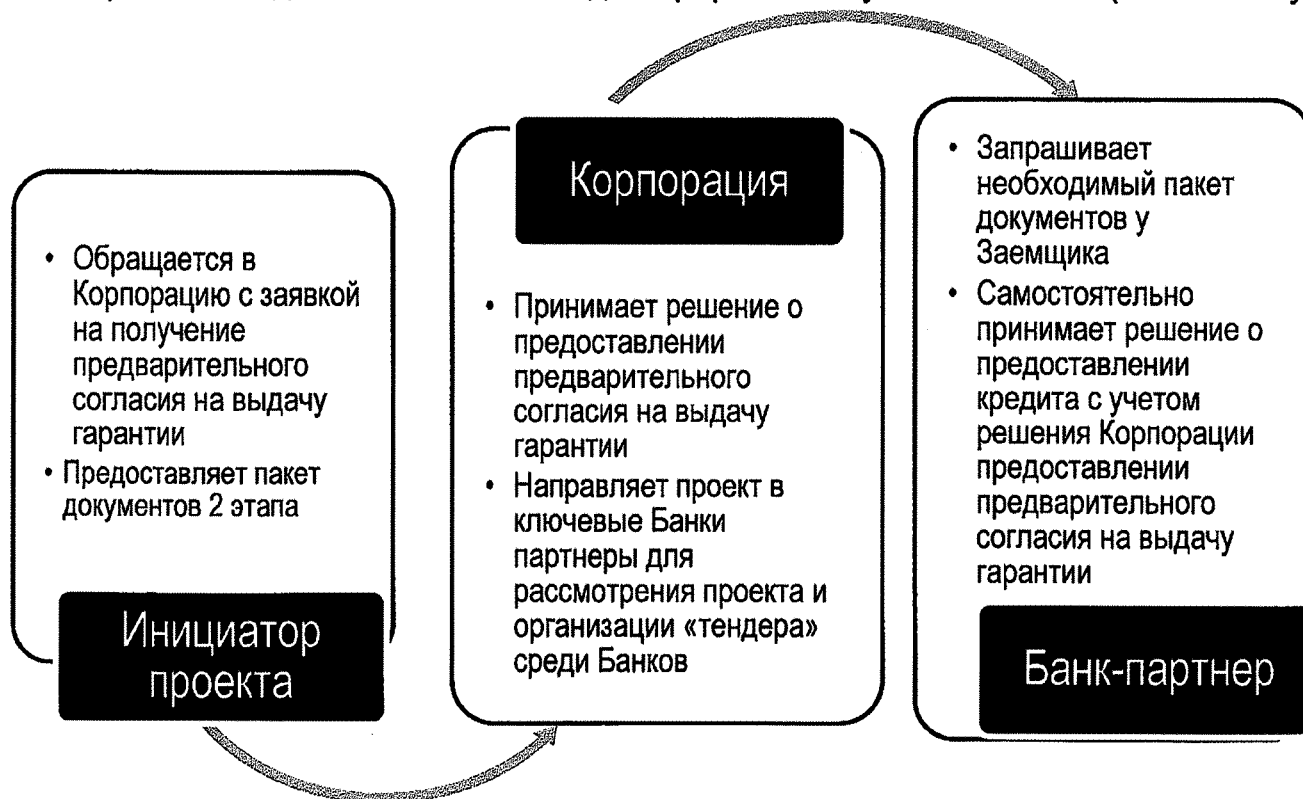 • Обращается в
Корпорацию с заявкой
на получение
предварительного
согласия на выдачу
гарантии
• Предоставляет пакет
документов 2 этапа
Инициатор
проекта
Корпорация
• Принимает решение о
предоставлении
предварительного
согласия на выдачу
гарантии
• Направляет проект в
ключевые Банки
партнеры для
рассмотрения проекта и
организации «тендера»
среди Банков
• Запрашивает
необходимый пакет
документов у
Заемщика
• Самостоятельно
принимает решение о
предоставлении
кредита с учетом
решения Корпорации
предоставлении
предварительного
согласия на выдачу
гарантии
Банк-партнер